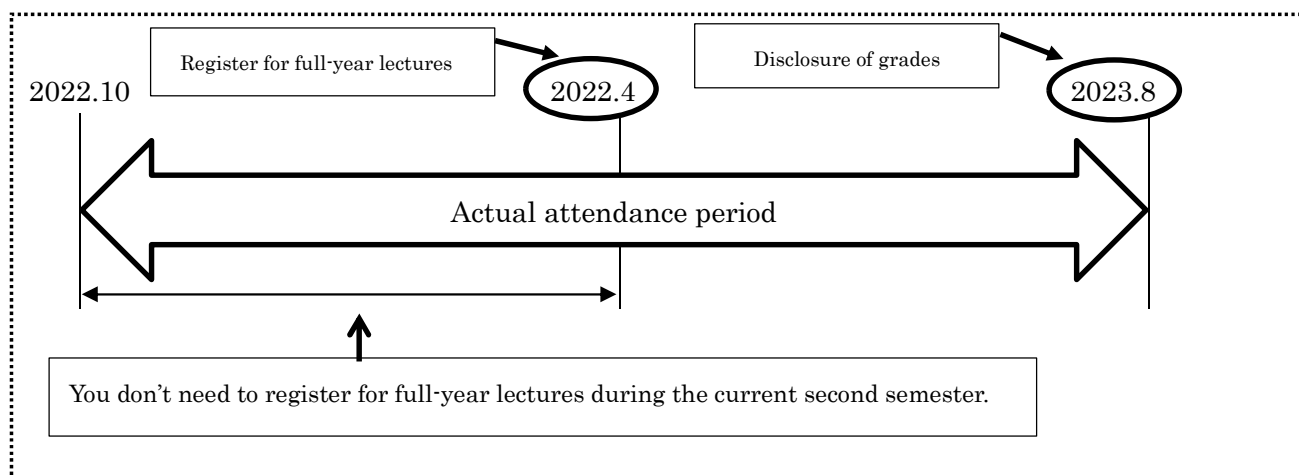 Register for full-year lectures
Disclosure of grades
2022.10
2022.4
2023.8
Actual attendance period
You don't need to register for full-year lectures during the current second semester.